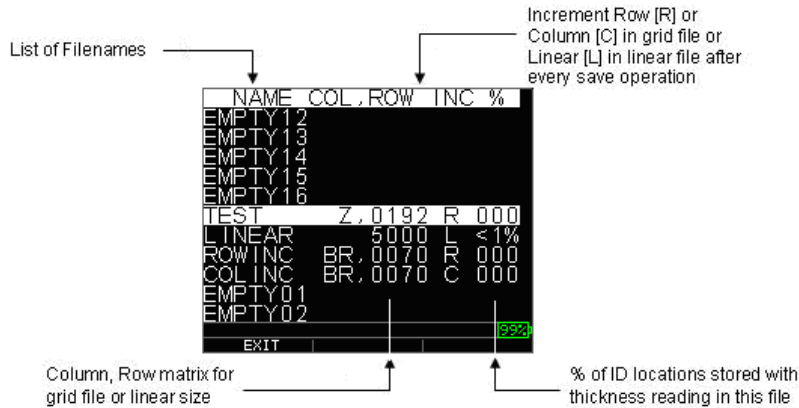 Increment Row [R] or
Column [C] in grid file or
Linear [L] in linear file after
every save operation
List of Filenames
NAME COL,ROW INC %
EMPTY12
EMPTY13
EMPTY14
EMPTY15
EMPTY16
TEST Z,0192 R 000
LINEAR 5000 L <1%
ROWINC BR,0070 R 000
COLINC BR,0070 C 000
EMPTY01
EMPTY02
99%
EXIT
Column, Row matrix for
grid file or linear size
% of ID locations stored with
thickness reading in this file